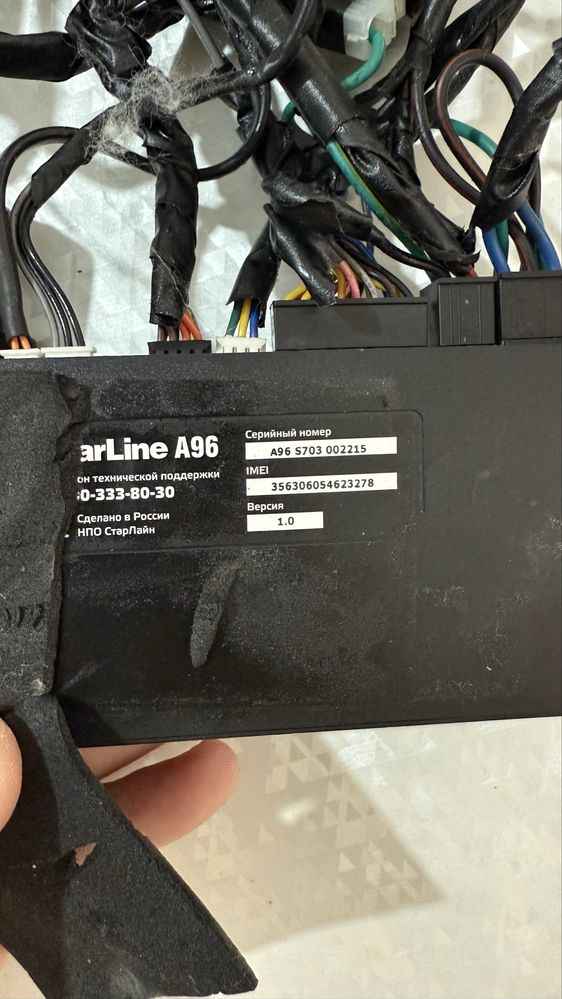 arLine A96
он технической поддержки
0-333-80-30
Сделано в России
НПО СтарЛайн
Серийный номер
A96 S703 002215
IMEI
356306054623278
Версия
1.0